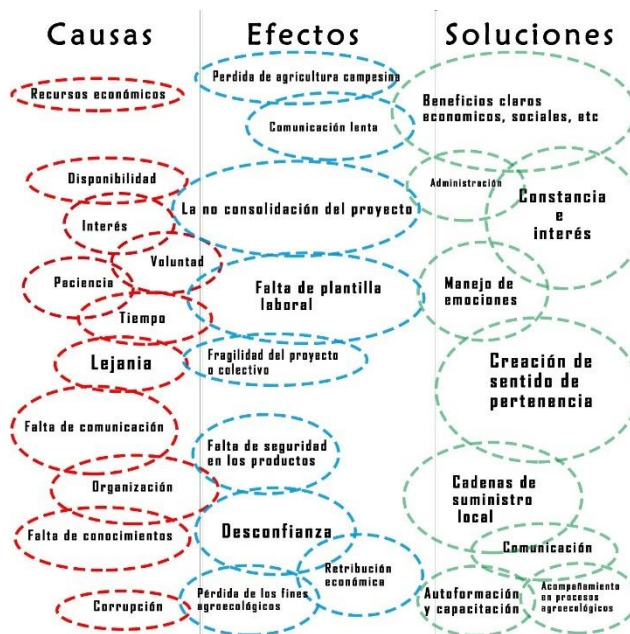 Causas
Recursos económicos
Disponibilidad
Interés
Voluntad
Paciencia
Tiempo
Lejania
Falta de comunicación
Organización
Falta de conocimientos
Corrupción
Efectos
Perdida de agricultura campesina
Comunicación lenta
La no consolidación del proyecto
Falta de plantilla
laboral
Fragilidad del proyecto
o colectivo
Falta de seguridad
en los productos
Desconfianza
Retribución
económica
Pérdida de los fines
agroecológicos
Soluciones
Beneficios claros
economicos, sociales, etc
Administración
Constancia
e
interés
Manejo de
emociones
Creación de
sentido de
pertenencia
Cadenas de
suministro
local
Comunicación
Autoformación
y capacitación
Acompeñemiento
en procesos
agroecológicos